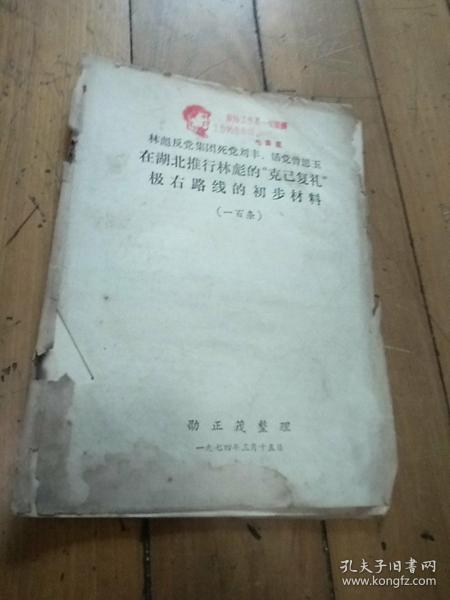 林彪反党集团死党刘丰、活党曾思玉
在湖北推行林彪的“克己复礼”
极右路线的初步材料
（一百条）
勋正茂整理
一九七四年三月十五日
孔夫子旧书网
www.kongfz.com